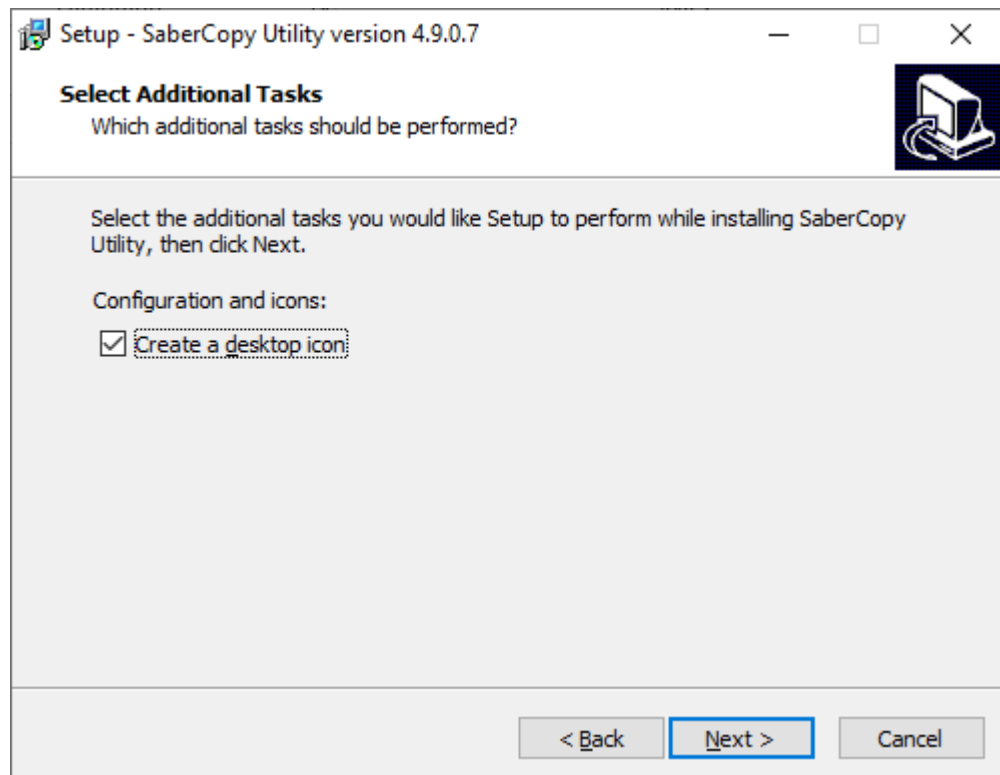 Setup - SaberCopy Utility version 4.9.0.7
Select Additional Tasks
Which additional tasks should be performed?
Select the additional tasks you would like Setup to perform while installing SaberCopy
Utility, then click Next.
Configuration and icons:
Create a desktop icon
< Back
Next >
Cancel